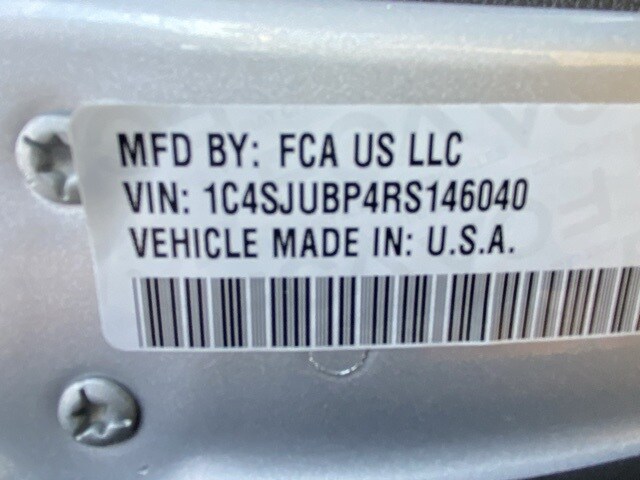 MFD BY: FCA US LLC
VIN: 1C4SJUBP4RS146040
VEHICLE MADE IN: U.S.A.